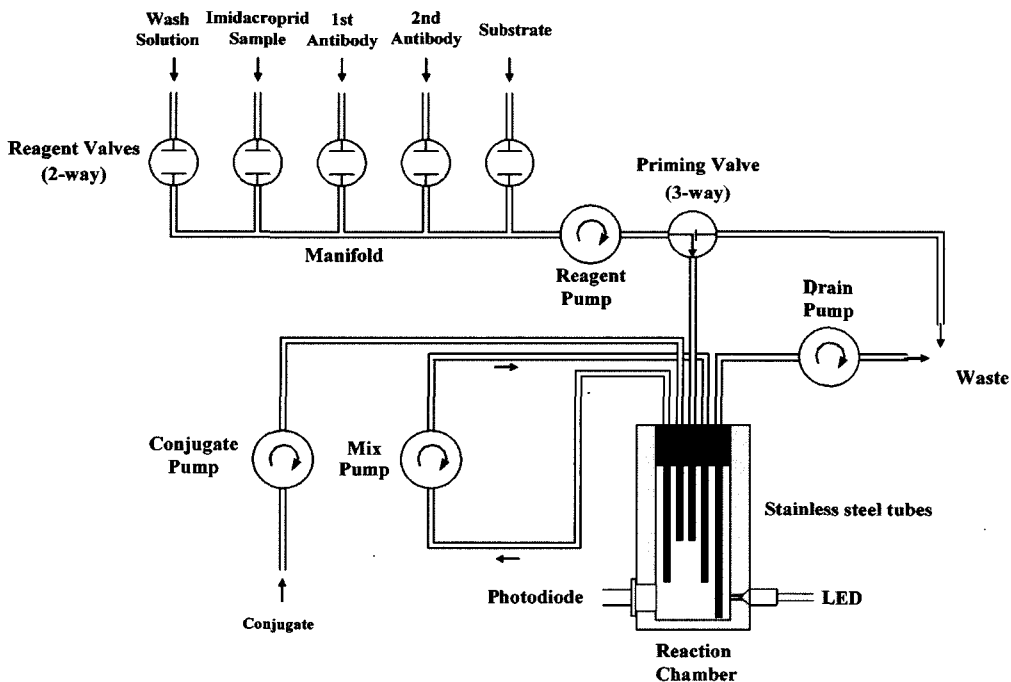 Wash
Solution
Imidacroprid
Sample
1st
Antibody
2nd
Antibody
Substrate
Reagent Valves
(2-way)
Priming Valve
(3-way)
Manifold
Reagent
Pump
Drain
Pump
Waste
Conjugate
Pump
Mix
Pump
Stainless steel tubes
Photodiode
LED
Conjugate
Reaction
Chamber